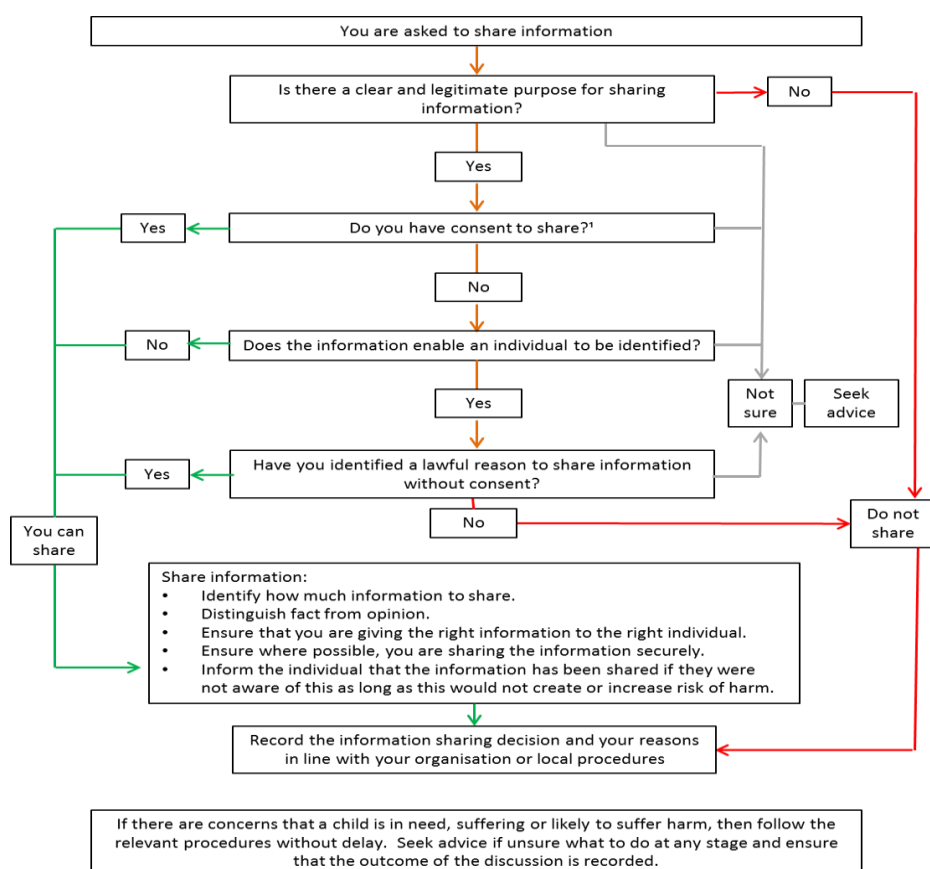 You are asked to share information
Is there a clear and legitimate purpose for sharing
information?
No
Yes
Yes
Do you have consent to share?¹
No
No
Does the information enable an individual to be identified?
Yes
Not
sure
Seek
advice
Yes
Have you identified a lawful reason to share information
without consent?
No
You can
share
Do not
share
Share information:
• Identify how much information to share.
• Distinguish fact from opinion.
• Ensure that you are giving the right information to the right individual.
• Ensure where possible, you are sharing the information securely.
• Inform the individual that the information has been shared if they were
not aware of this as long as this would not create or increase risk of harm.
Record the information sharing decision and your reasons
in line with your organisation or local procedures
If there are concerns that a child is in need, suffering or likely to suffer harm, then follow the
relevant procedures without delay. Seek advice if unsure what to do at any stage and ensure
that the outcome of the discussion is recorded.